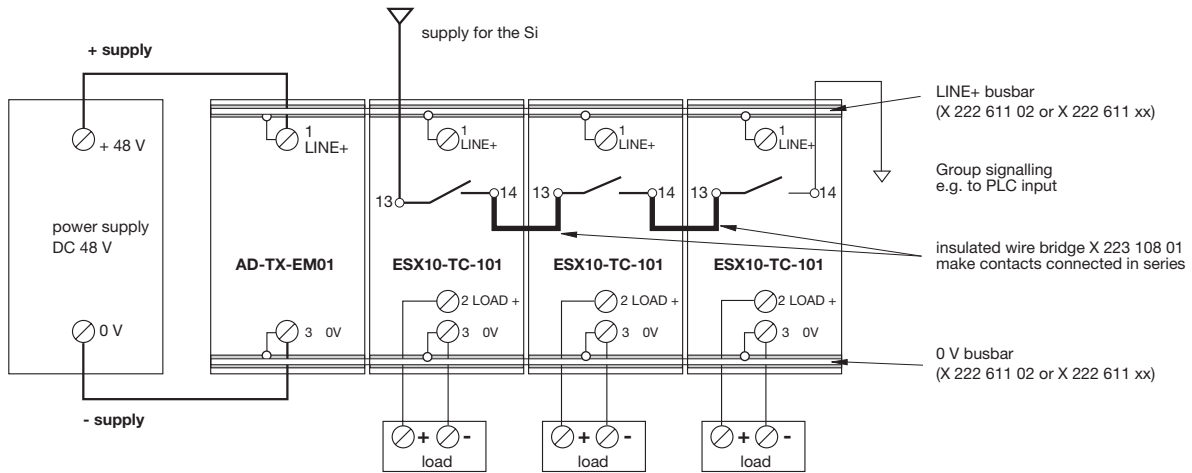 supply for the Si
+ supply
LINE+ busbar
(X 222 611 02 or X 222 611 xx)
+ 48 V
1
LINE+
1
LINE+
1
LINE+
1
LINE+
Group signalling
e.g. to PLC input
13
14
13
14
13
14
power supply
DC 48 V
insulated wire bridge X 223 108 01
make contacts connected in series
AD-TX-EM01
ESX10-TC-101
ESX10-TC-101
ESX10-TC-101
2 LOAD +
2 LOAD +
2 LOAD +
0 V
3 0V
3 0V
3 0V
3 0V
0 V busbar
(X 222 611 02 or X 222 611 xx)
- supply
+ -
+ -
+ -
load
load
load